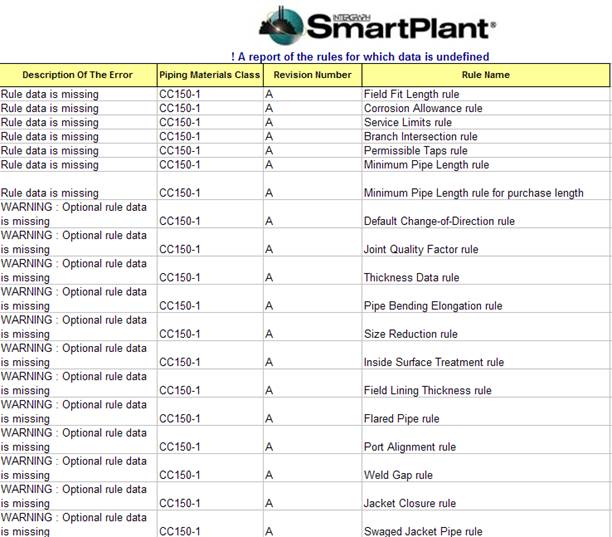 INTERGRAPH
SmartPlant®
! A report of the rules for which data is undefined
Description Of The Error Piping Materials Class Revision Number Rule Name
Rule data is missing CC150-1 A Field Fit Length rule
Rule data is missing CC150-1 A Corrosion Allowance rule
Rule data is missing CC150-1 A Service Limits rule
Rule data is missing CC150-1 A Branch Intersection rule
Rule data is missing CC150-1 A Permissible Taps rule
Rule data is missing CC150-1 A Minimum Pipe Length rule
Rule data is missing CC150-1 A Minimum Pipe Length rule for purchase length
WARNING : Optional rule data
is missing CC150-1 A Default Change-of-Direction rule
WARNING : Optional rule data
is missing CC150-1 A Joint Quality Factor rule
WARNING : Optional rule data
is missing CC150-1 A Thickness Data rule
WARNING : Optional rule data
is missing CC150-1 A Pipe Bending Elongation rule
WARNING : Optional rule data
is missing CC150-1 A Size Reduction rule
WARNING : Optional rule data
is missing CC150-1 A Inside Surface Treatment rule
WARNING : Optional rule data
is missing CC150-1 A Field Lining Thickness rule
WARNING : Optional rule data
is missing CC150-1 A Flared Pipe rule
WARNING : Optional rule data
is missing CC150-1 A Port Alignment rule
WARNING : Optional rule data
is missing CC150-1 A Weld Gap rule
WARNING : Optional rule data
is missing CC150-1 A Jacket Closure rule
WARNING : Optional rule data
is missing CC150-1 A Swaged Jacket Pipe rule